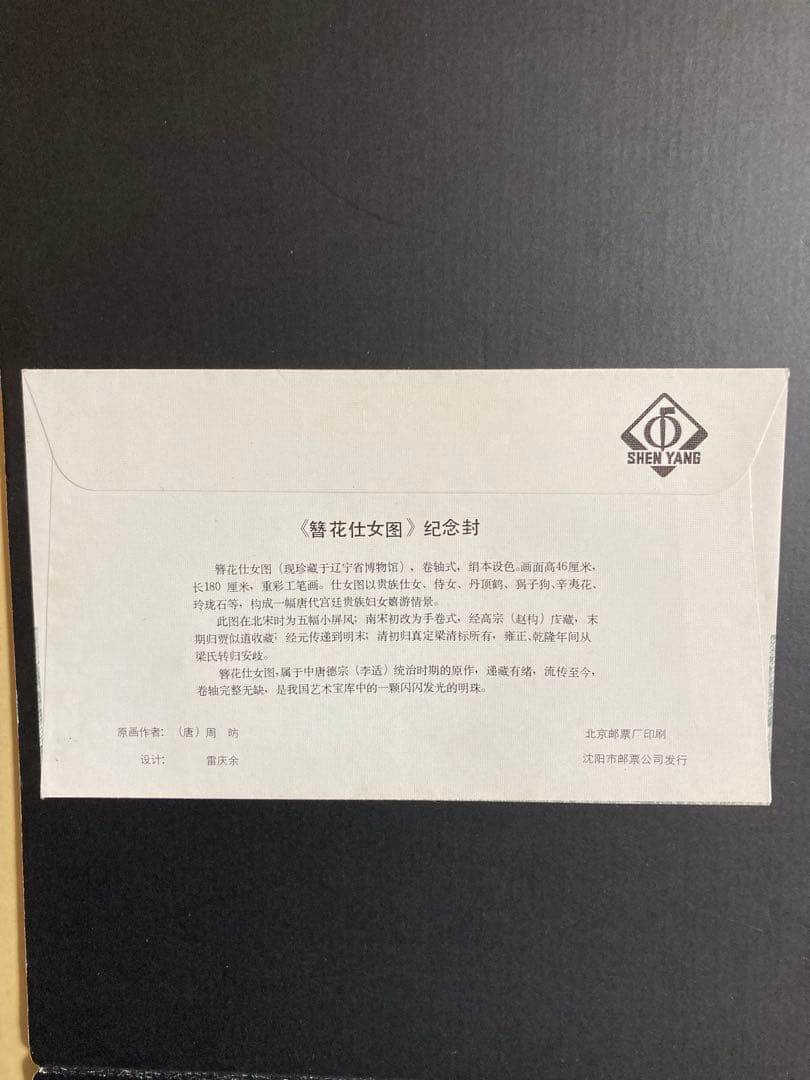 SHEN YANG
《簪花仕女图》纪念封
簪花仕女图（现珍藏于辽宁省博物馆），卷轴式，绢本设色。画面高46厘米，
长180 厘米，重彩工笔画。仕女图以贵族仕女、侍女、丹顶鹤、猧子狗、辛夷花、
玲珑石等，构成一幅唐代宫廷贵族妇女嬉游情景。
此图在北宋时为五幅小屏风；南宋初改为手卷式，经高宗（赵构）庋藏，末
期归贾似道收藏；经元传递到明末；清初归真定梁清标所有，雍正、乾隆年间从
梁氏转归安歧。
簪花仕女图，属于中唐德宗（李适）统治时期的原作，递藏有绪，流传至今，
卷轴完整无缺，是我国艺术宝库中的一颗闪闪发光的明珠。
原画作者：（唐）周 昉
北京邮票厂印刷
设计： 雷庆余
沈阳市邮票公司发行